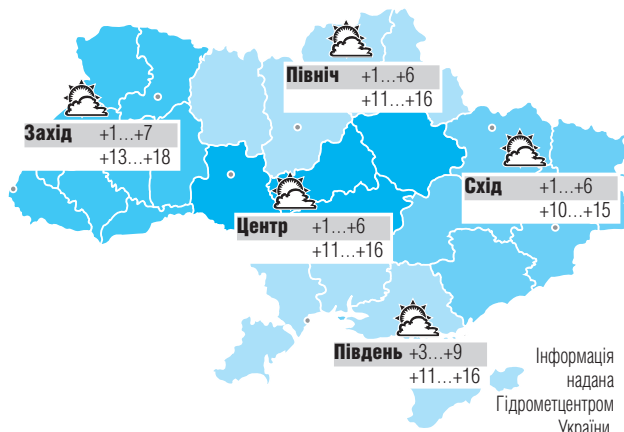 Північ +1...+6
+11...+16
Захід +1...+7
+13...+18
Схід +1...+6
+10...+15
Центр +1...+6
+11...+16
Південь +3...+9
+11...+16
Інформація
надана
Гідрометцентром
України.